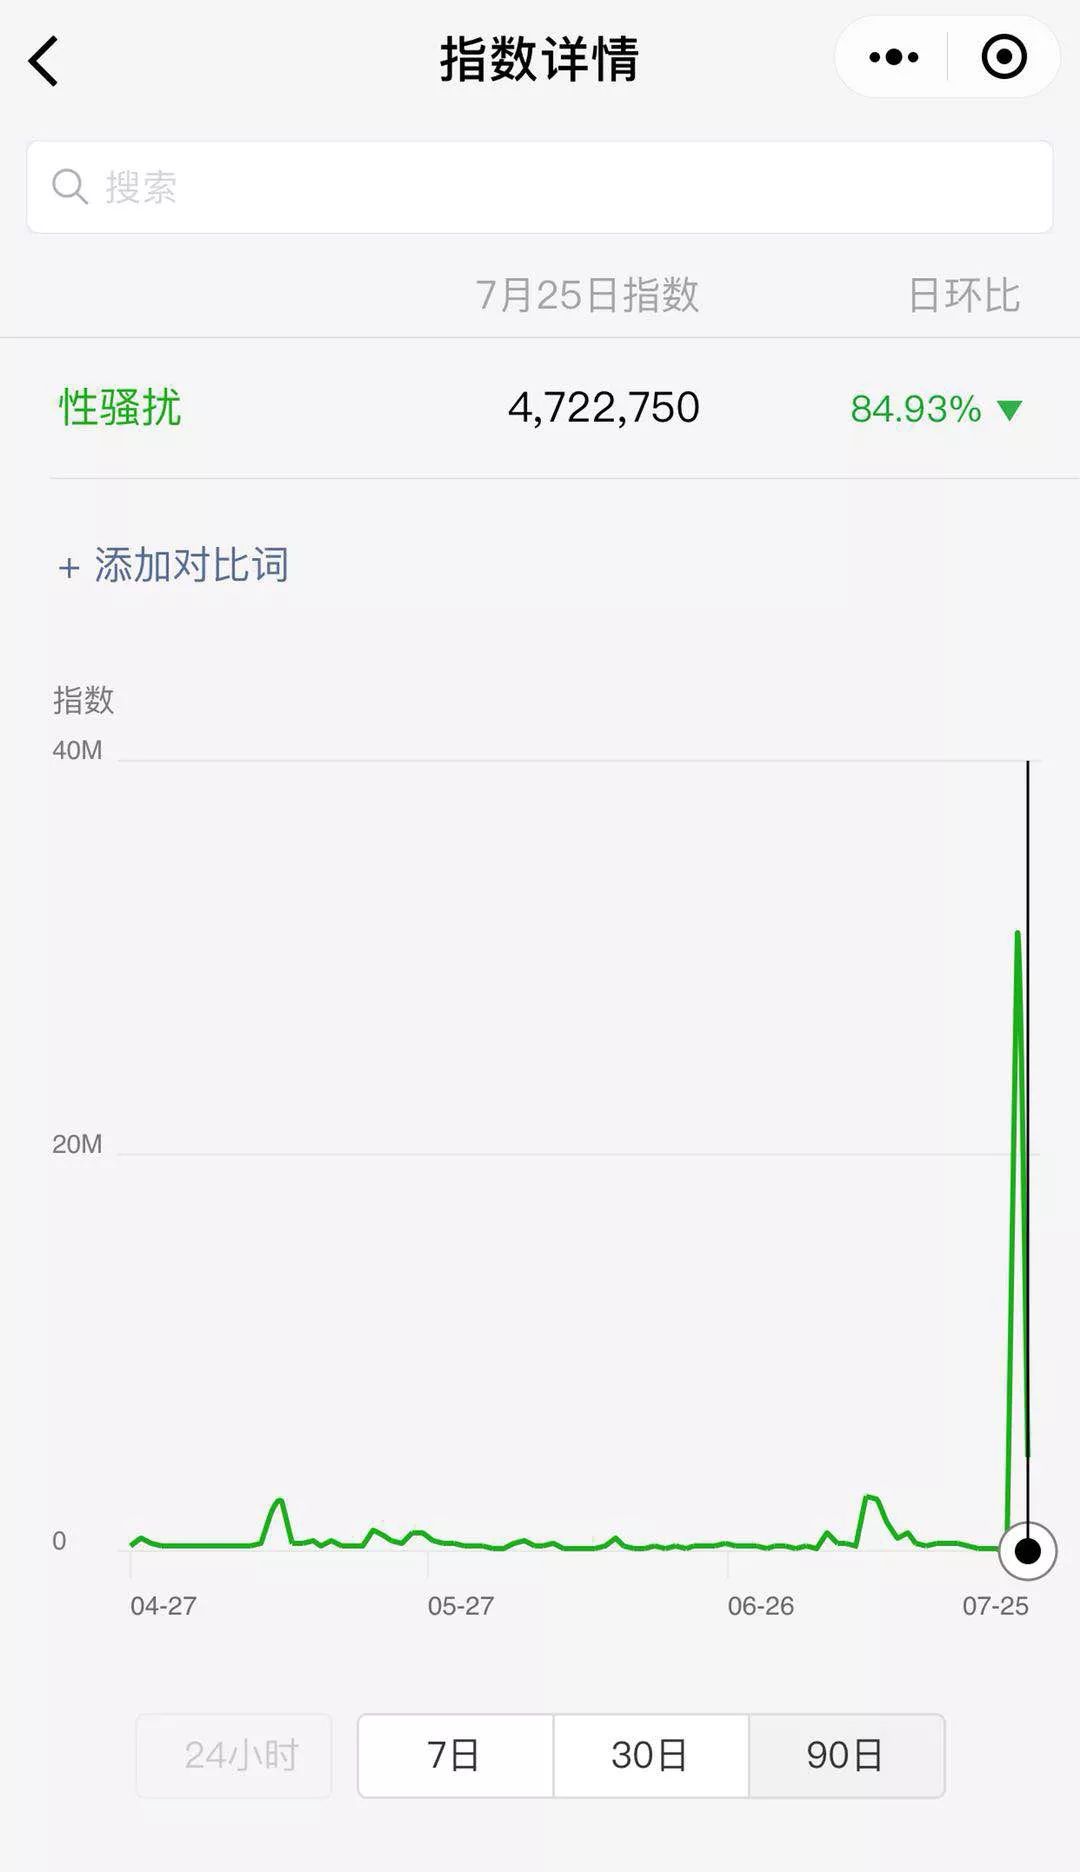 指数详情
搜索
7月25日指数 日环比
性骚扰 4,722,750 84.93% ▼
+ 添加对比词
指数
40M
20M
0
04-27 05-27 06-26 07-25
24小时 7日 30日 90日